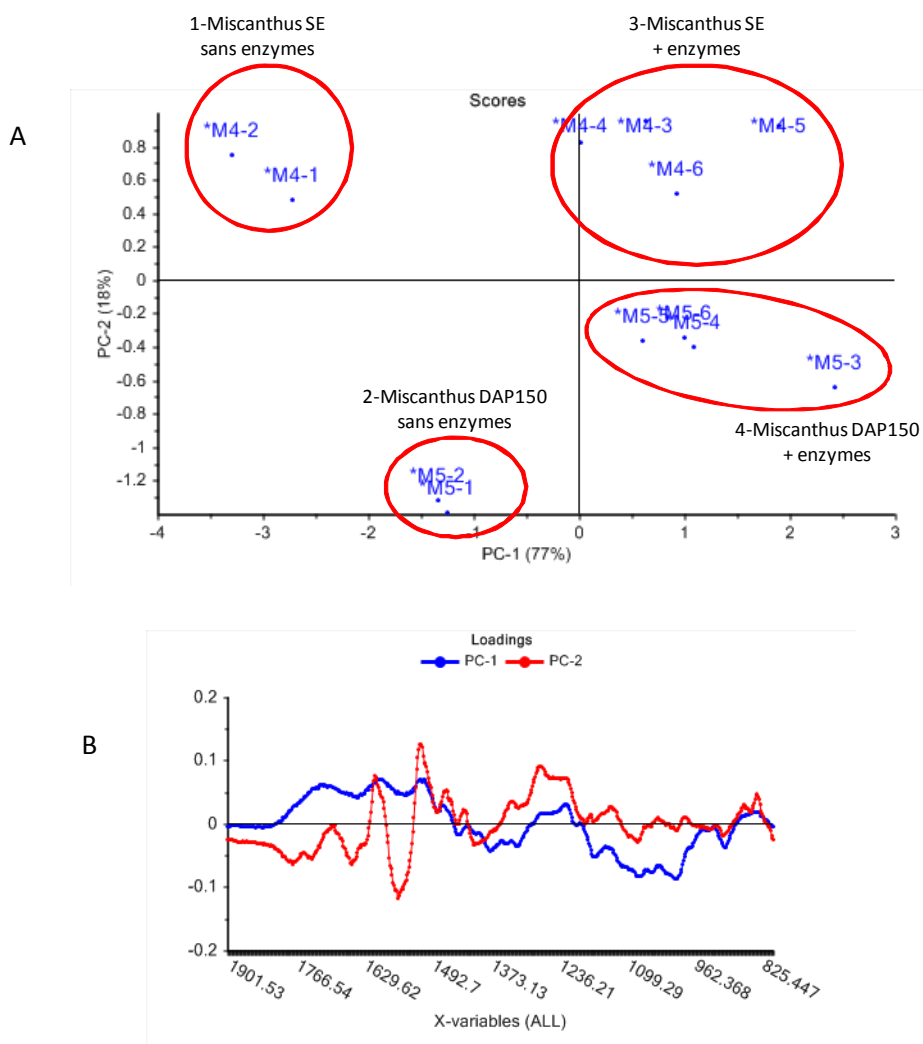 1-Miscanthus SE
sans enzymes
3-Miscanthus SE
+ enzymes
A
Scores
*M4-2
*M4-1
*M4-4
*M4-3
*M4-5
*M4-6
0.8
0.6
0.4
0.2
0
-0.2
-0.4
-0.6
-0.8
-1
-1.2
PC-2 (18%)
*M5-5
*M5-6
*M5-4
*M5-3
2-Miscanthus DAP150
sans enzymes
4-Miscanthus DAP150
+ enzymes
*M5-2
*M5-1
-4
-3
-2
-1
0
1
2
3
PC-1 (77%)
B
Loadings
PC-1
PC-2
0.2
0.1
0
-0.1
-0.2
1901.53
1766.54
1629.62
1492.7
1373.13
1236.21
1099.29
962.368
825.447
X-variables (ALL)